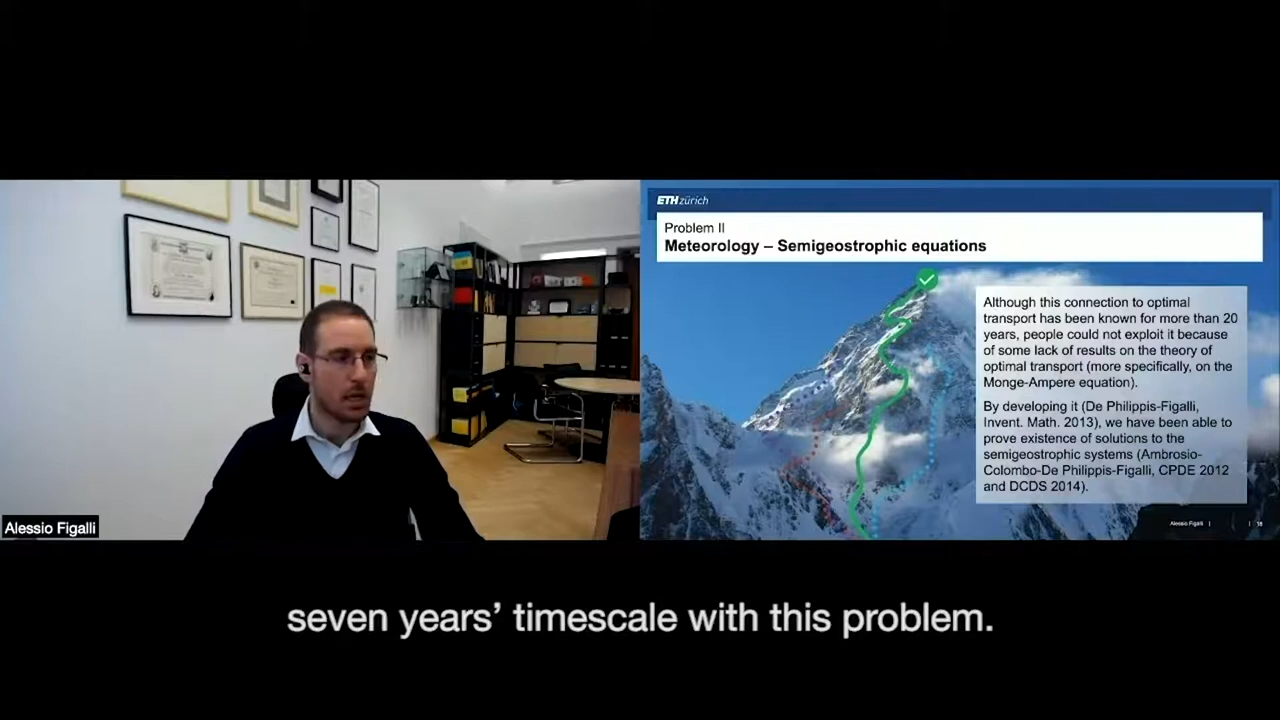 ETH zürich
Problem II
Meteorology – Semigeostrophic equations
Although this connection to optimal
transport has been known for more than 20
years, people could not exploit it because
of some lack of results on the theory of
optimal transport (more specifically, on the
Monge-Ampere equation).
By developing it (De Philippis-Figalli,
Invent. Math. 2013), we have been able to
prove existence of solutions to the
semigeostrophic systems (Ambrosio-
Colombo-De Philippis-Figalli, CPDE 2012
and DCDS 2014).
Alessio Figalli | | 18
Alessio Figalli
seven years’ timescale with this problem.